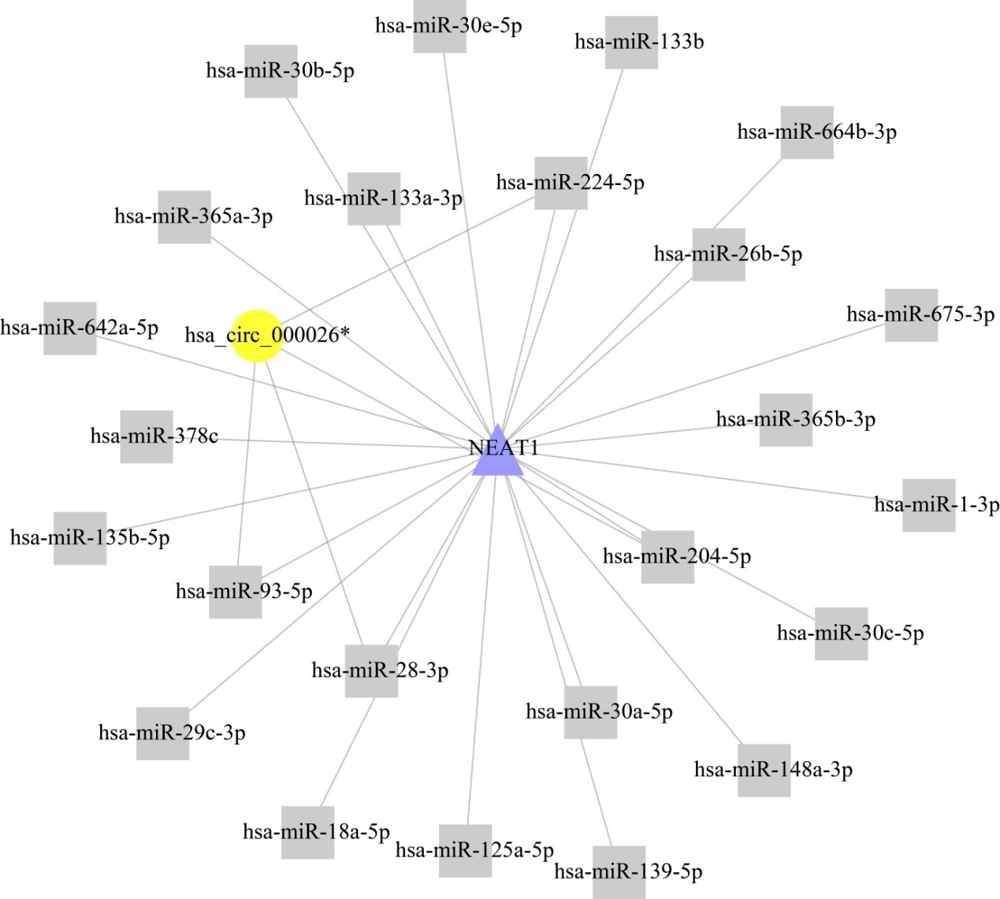 hsa-miR-30e-5p
hsa-miR-133b
hsa-miR-30b-5p
hsa-miR-664b-3p
hsa-miR-224-5p
hsa-miR-133a-3p
hsa-miR-365a-3p
hsa-miR-26b-5p
hsa-miR-675-3p
hsa-miR-642a-5p
hsa_circ_000026*
hsa-miR-365b-3p
hsa-miR-378c
NEAT1
hsa-miR-1-3p
hsa-miR-135b-5p
hsa-miR-204-5p
hsa-miR-93-5p
hsa-miR-30c-5p
hsa-miR-28-3p
hsa-miR-30a-5p
hsa-miR-29c-3p
hsa-miR-148a-3p
hsa-miR-18a-5p
hsa-miR-125a-5p
hsa-miR-139-5p